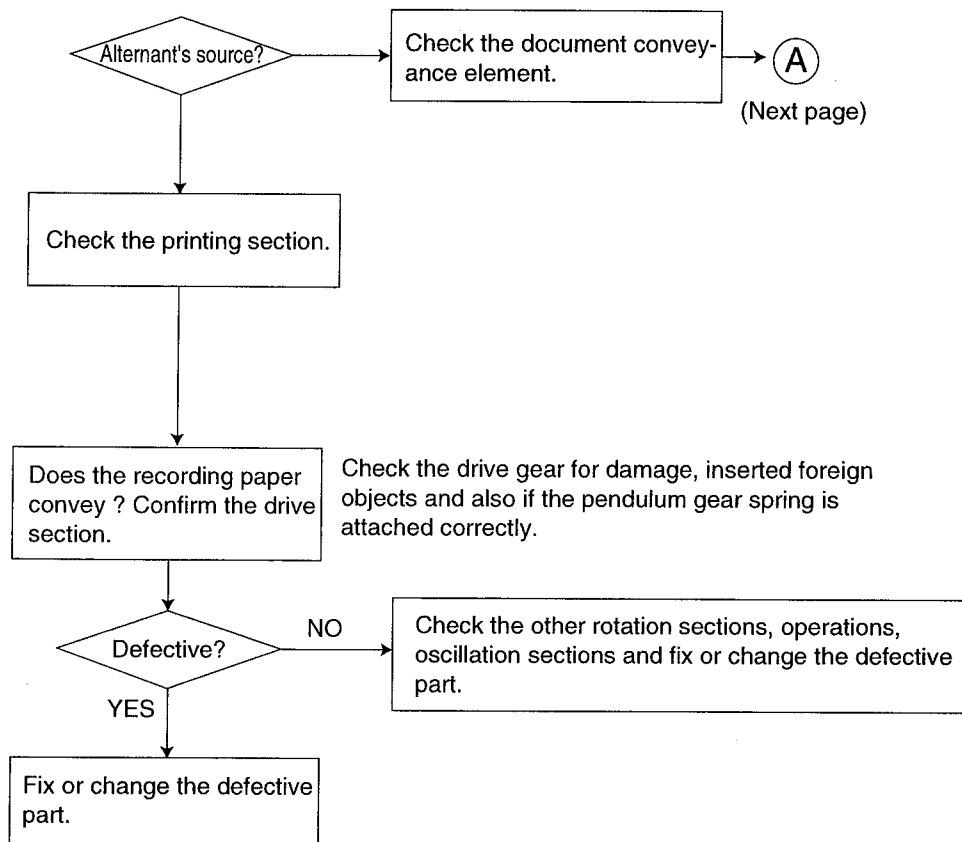 Alternant's source?
Check the document convey-
ance element.
A
(Next page)
Check the printing section.
Does the recording paper
convey ? Confirm the drive
section.
Check the drive gear for damage, inserted foreign
objects and also if the pendulum gear spring is
attached correctly.
Defective?
NO
Check the other rotation sections, operations,
oscillation sections and fix or change the defective
part.
YES
Fix or change the defective
part.